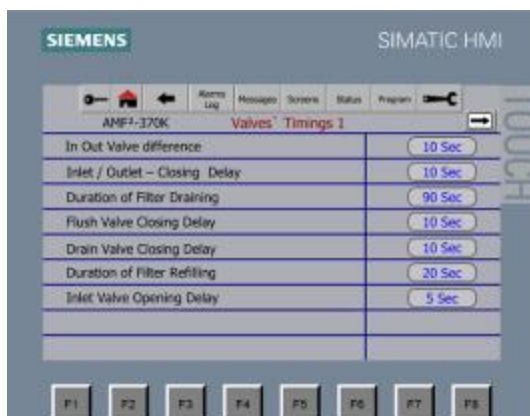 SIEMENS SIMATIC HMI
TOUCH
Alarms Log Messages Screens Status Program
AMF²-370K Valves` Timings 1
In Out Valve difference 10 Sec
Inlet / Outlet – Closing Delay 10 Sec
Duration of Filter Draining 90 Sec
Flush Valve Closing Delay 10 Sec
Drain Valve Closing Delay 10 Sec
Duration of Filter Refilling 20 Sec
Inlet Valve Opening Delay 5 Sec
F1 F2 F3 F4 F5 F6 F7 F8